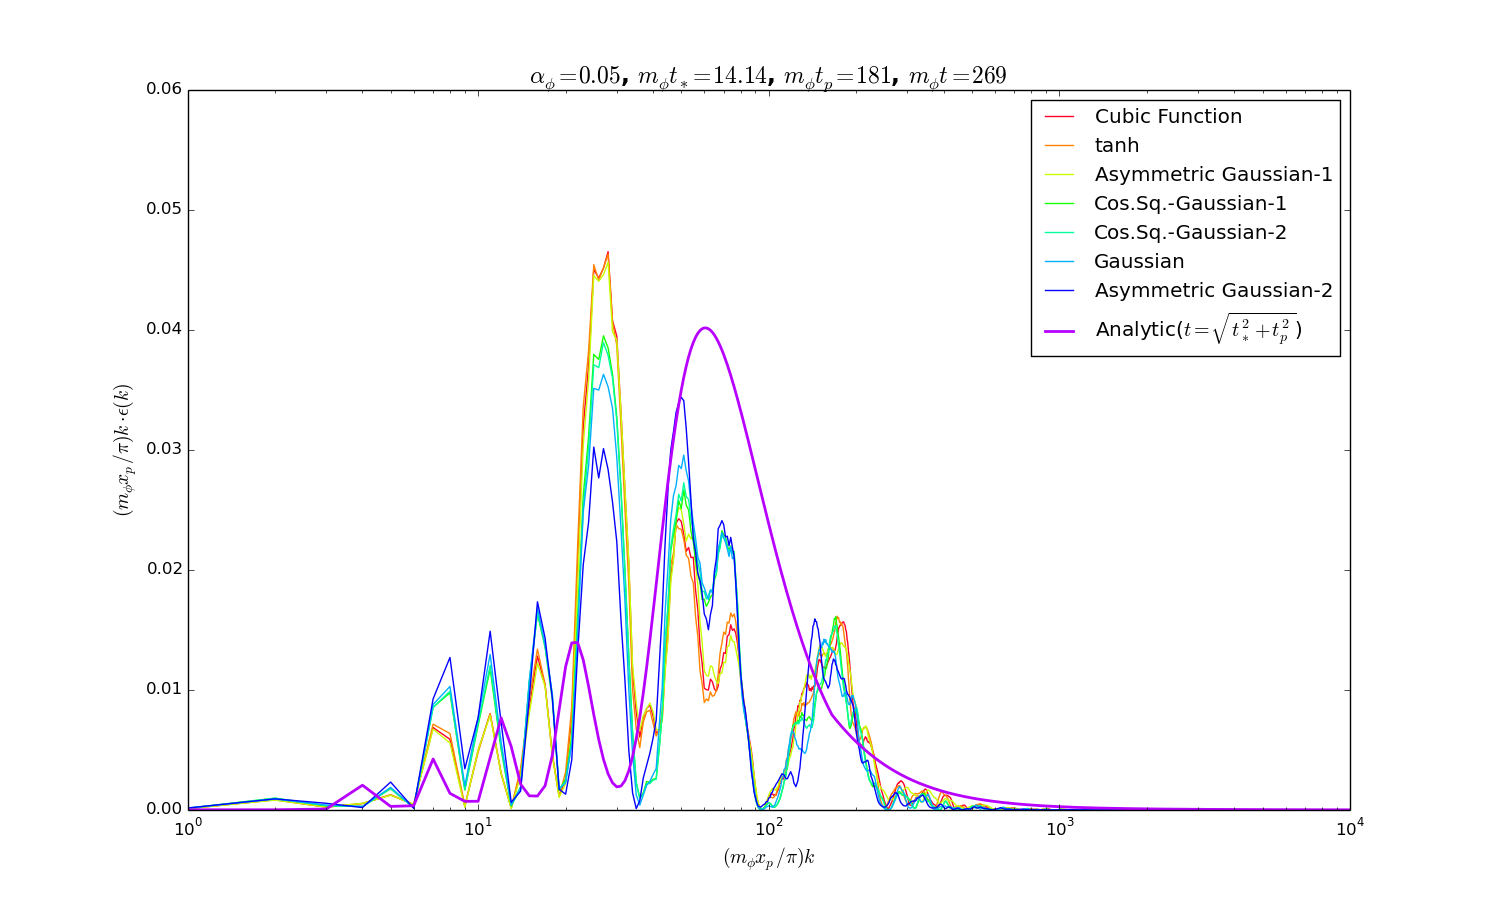 α_ϕ=0.05, m_ϕt_*=14.14, m_ϕt_p=181, m_ϕt=269
0.06
0.05
0.04
0.03
0.02
0.01
0.00
(m_ϕx_p/π)k·ϵ(k)
Cubic Function
tanh
Asymmetric Gaussian-1
Cos.Sq.-Gaussian-1
Cos.Sq.-Gaussian-2
Gaussian
Asymmetric Gaussian-2
Analytic(t=√(t_*^2+t_p^2))
10^0 10^1 10^2 10^3 10^4
(m_ϕx_p/π)k